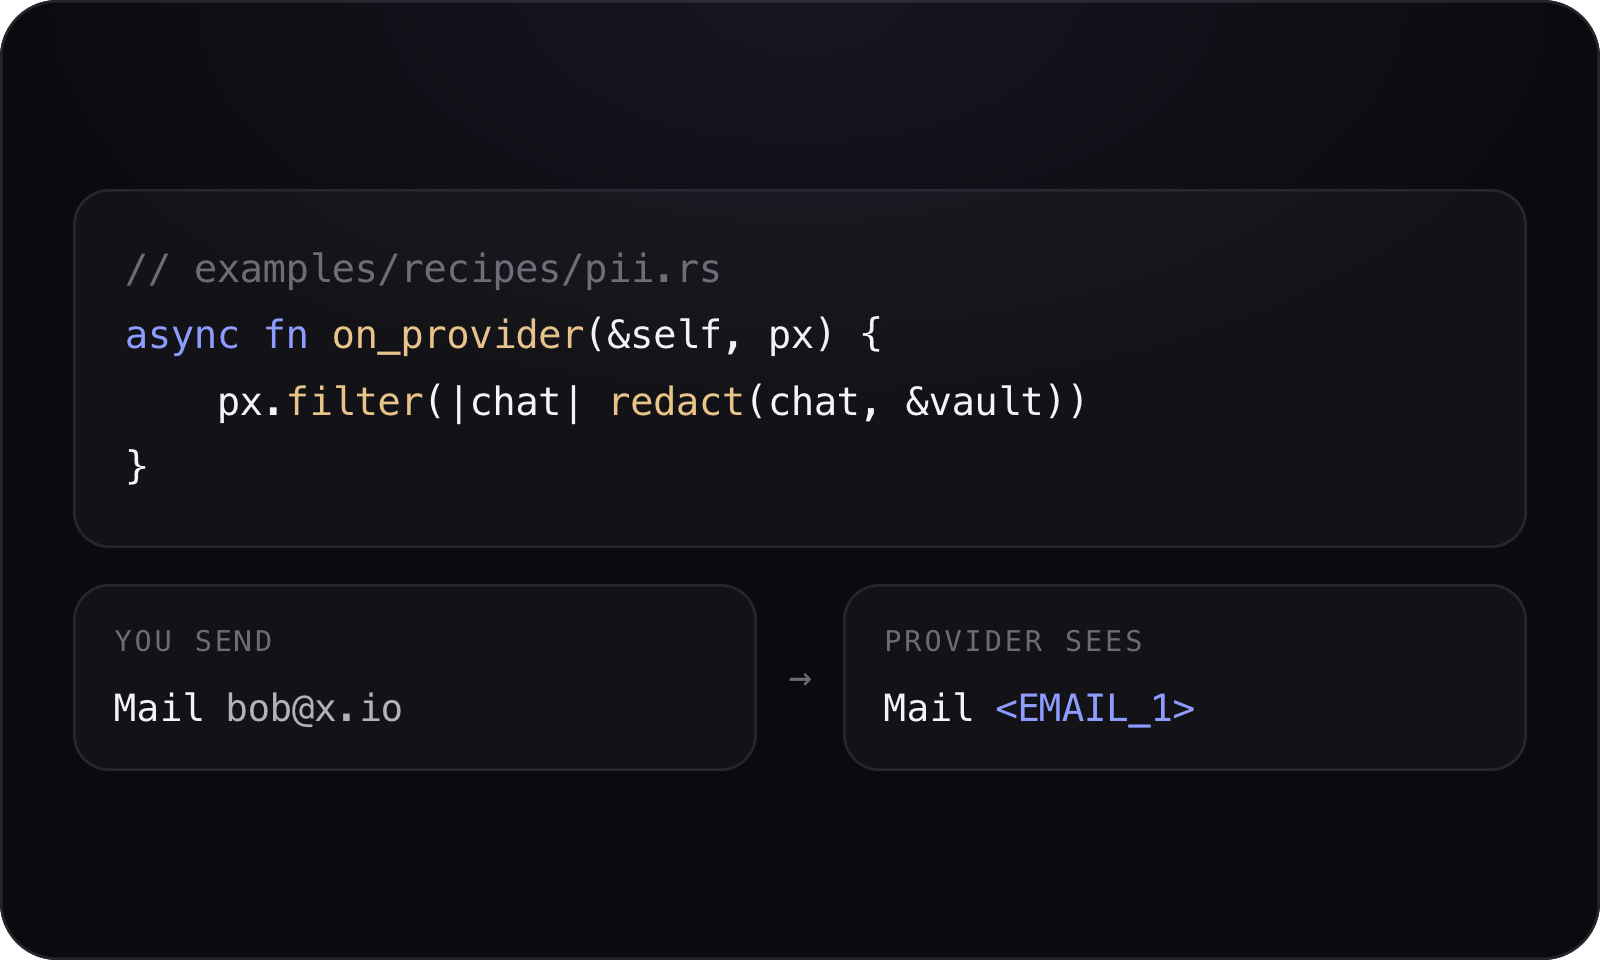 // examples/recipes/pii.rs
async fn on_provider(&self, px) {
    px.filter(|chat| redact(chat, &vault))
}
YOU SEND
Mail bob@x.io
→
PROVIDER SEES
Mail <EMAIL_1>